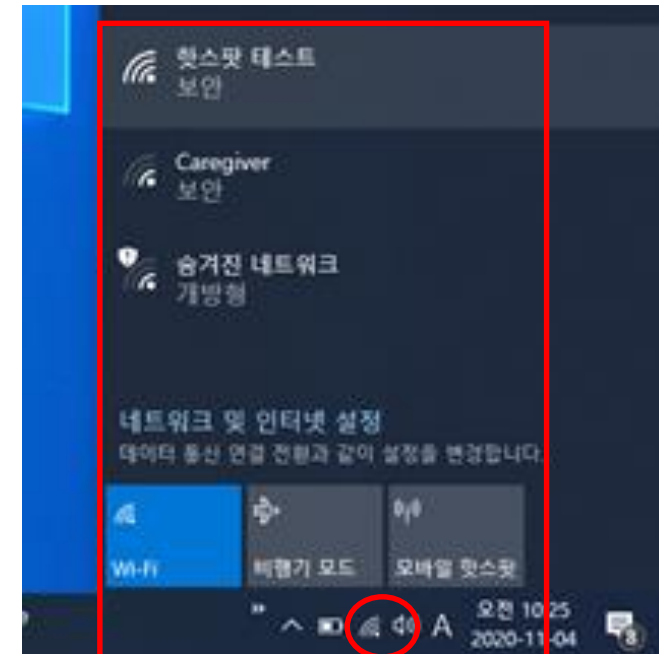 핫스팟 테스트
보안
Caregiver
보안
숨겨진 네트워크
개방형
네트워크 및 인터넷 설정
데이터 통신 연결 전환과 같이 설정을 변경합니다.
Wi-Fi
비행기 모드
모바일 핫스팟
A
오전 10:25
2020-11-04
8